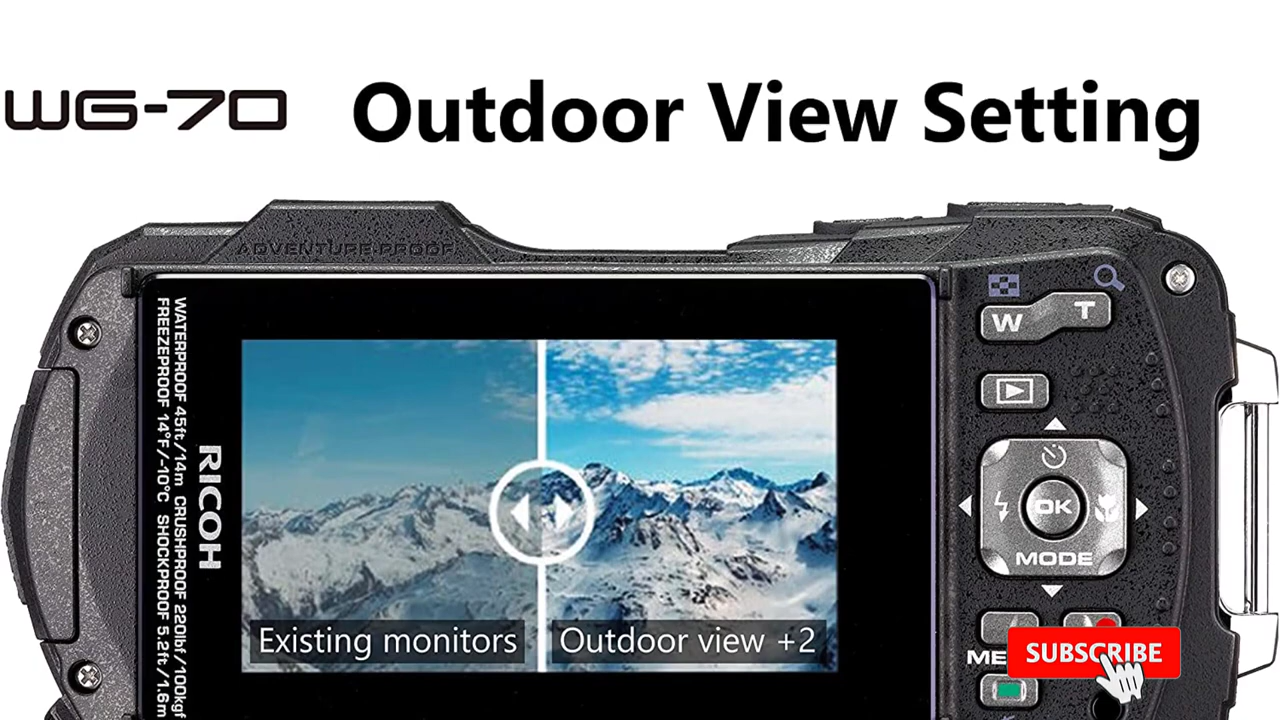 WG-70
Outdoor View Setting
ADVENTURE-PROOF
WATERPROOF 45ft/14m CRUSHPROOF 220lbf/100kgf
FREEZEPROOF 14°F/-10°C SHOCKPROOF 5.2ft/1.6m
RICOH
W
T
OK
MODE
Existing monitors
Outdoor view +2
SUBSCRIBE